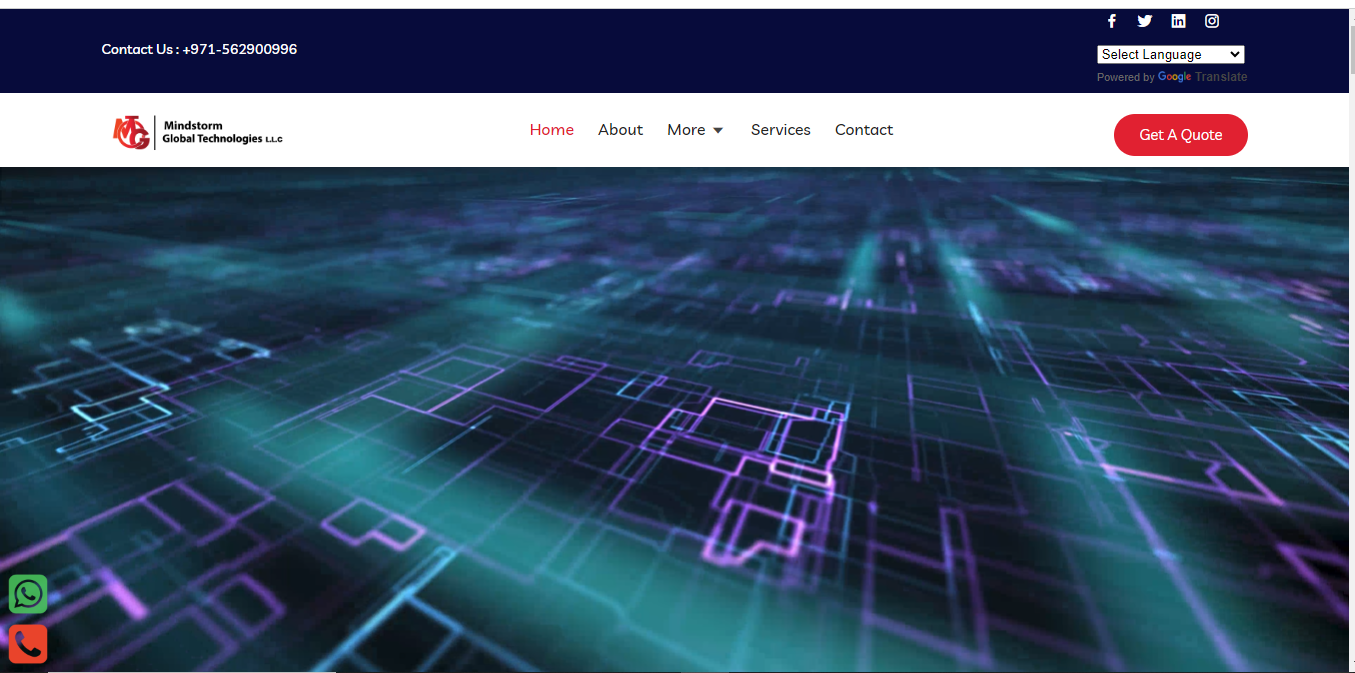 Contact Us : +971-562900996
Select Language
Powered by Google Translate
MTG
Mindstorm
Global Technologies L.L.C
Home
About
More
Services
Contact
Get A Quote